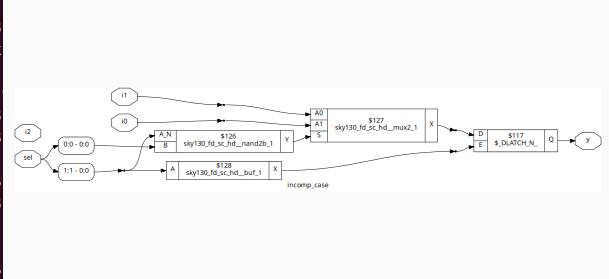 i1
i0
i2
sel
0:0 - 0:0
1:1 - 0:0
A_N
B
$126
sky130_fd_sc_hd__nand2b_1
Y
A
$128
sky130_fd_sc_hd__buf_1
X
A0
A1
S
$127
sky130_fd_sc_hd__mux2_1
X
D
E
$117
$_DLATCH_N_
Q
y
incomp_case